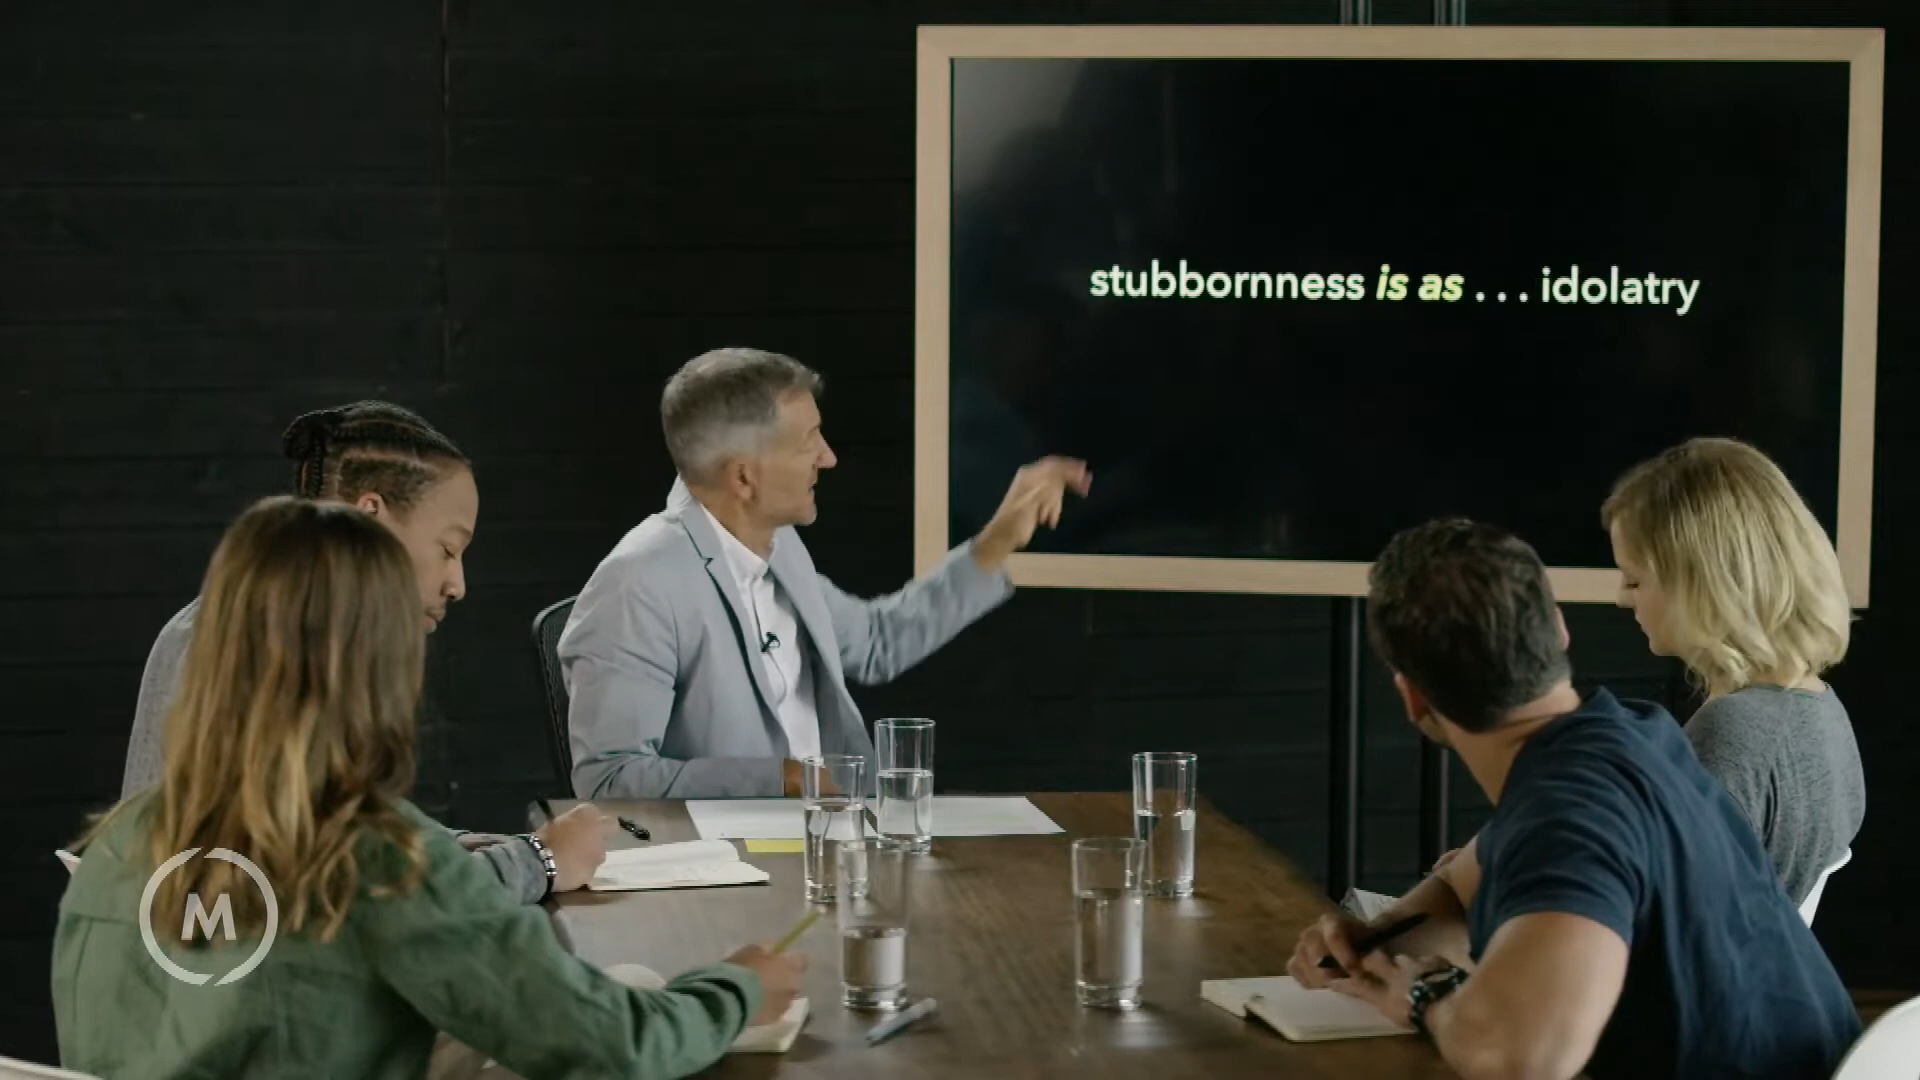 stubbornness is as . . . idolatry
M